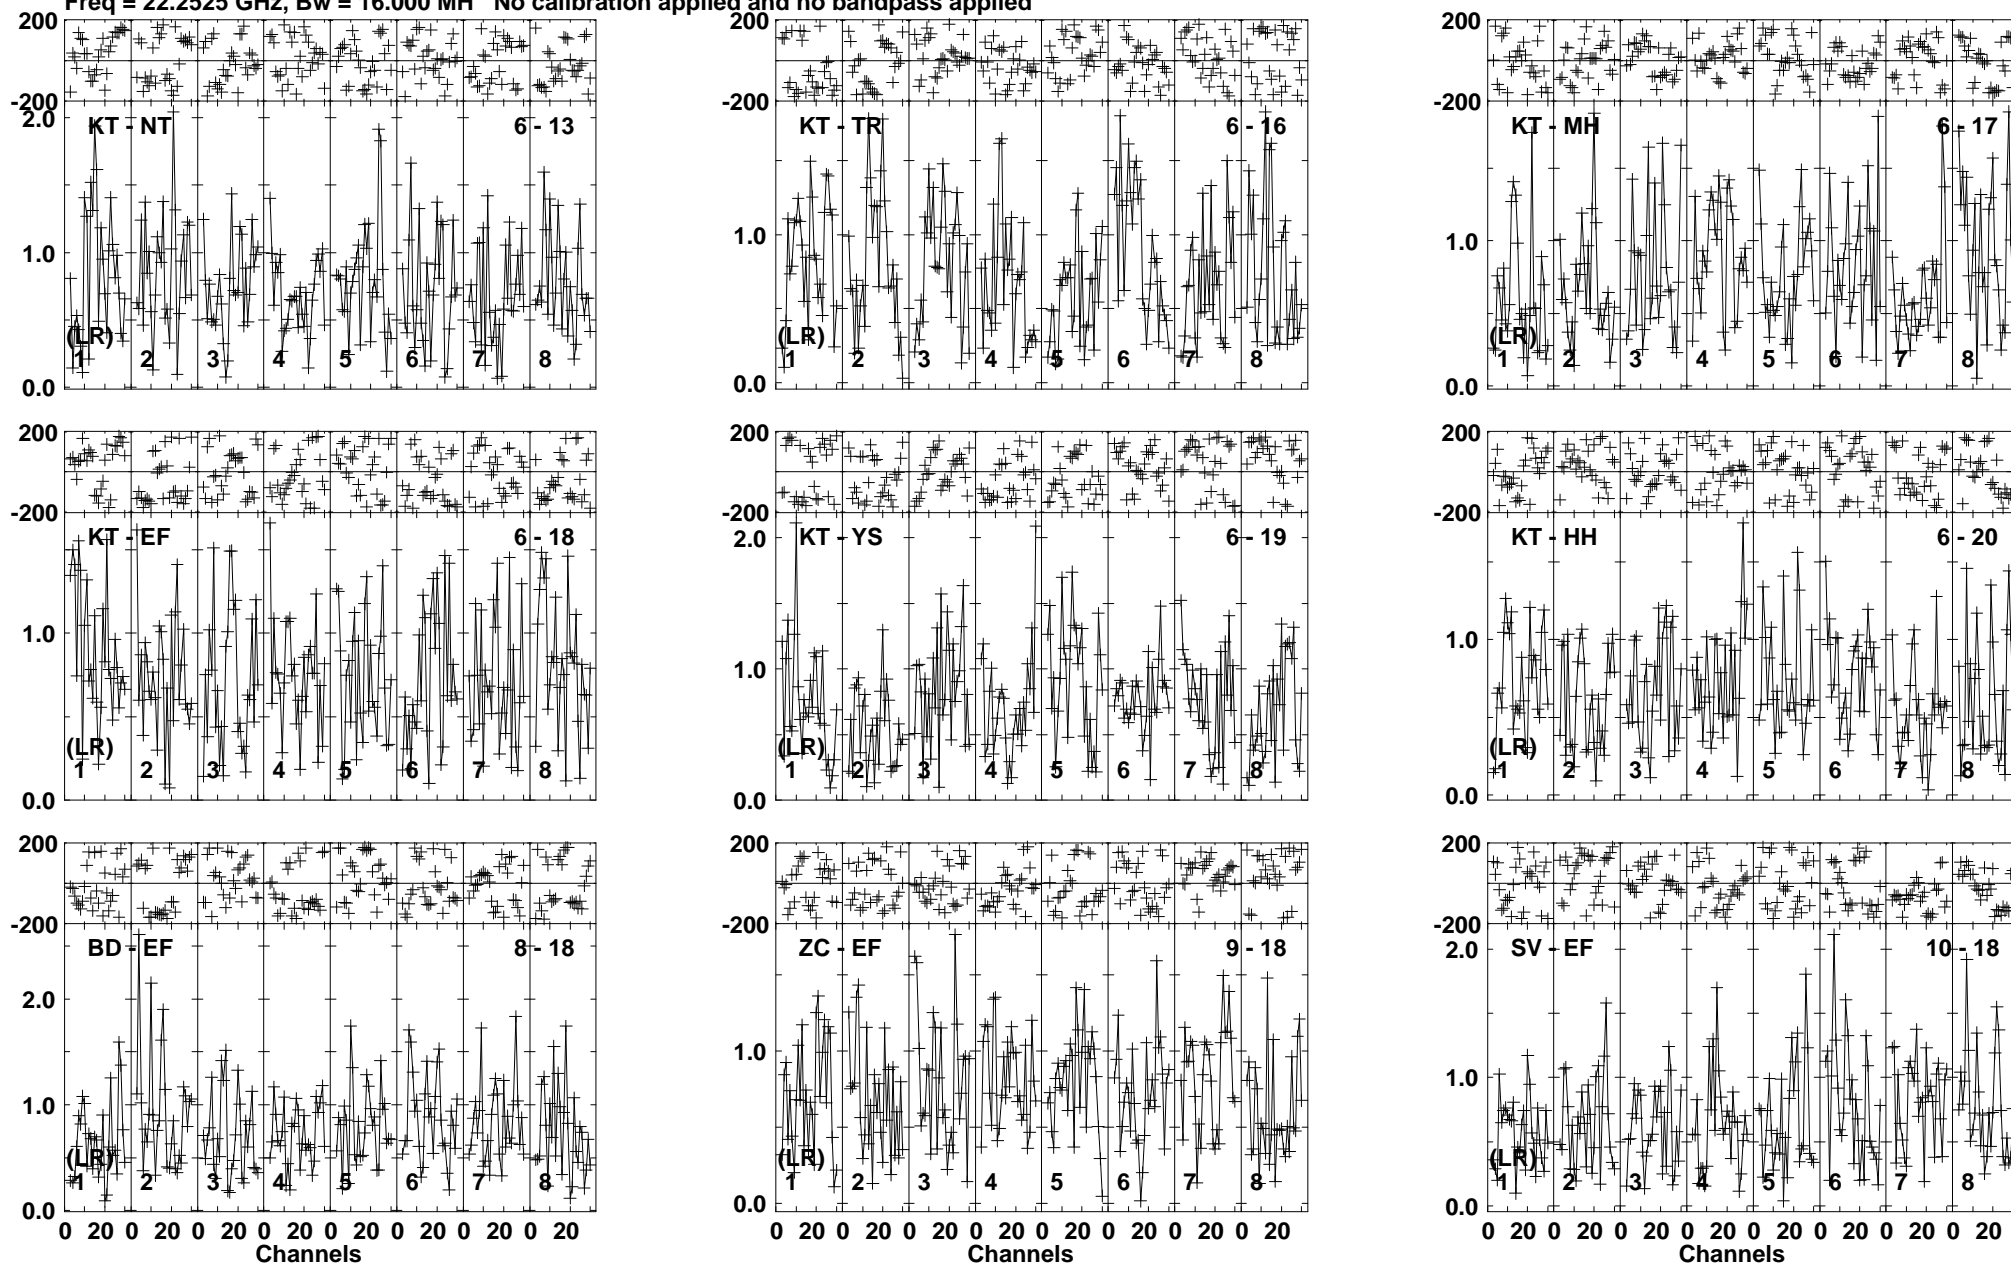 Freq = 22.2525 GHz, Bw = 16.000 MH No calibration applied and no bandpass applied
200
-200
2.0
1.0
0.0
KT - NT
6 - 13
(LR)
1 2 3 4 5 6 7 8
200
-200
1.0
0.0
KT - TR
6 - 16
(LR)
1 2 3 4 5 6 7 8
200
-200
1.0
0.0
KT - MH
6 - 17
(LR)
1 2 3 4 5 6 7 8
200
-200
1.0
0.0
KT - EF
6 - 18
(LR)
1 2 3 4 5 6 7 8
200
-200
2.0
1.0
0.0
KT - YS
6 - 19
(LR)
1 2 3 4 5 6 7 8
200
-200
1.0
0.0
KT - HH
6 - 20
(LR)
1 2 3 4 5 6 7 8
200
-200
2.0
1.0
0.0
BD - EF
8 - 18
(LR)
1 2 3 4 5 6 7 8
0 20 0 20 0 20 0 20 0 20 0 20 0 20 0 20
Channels
200
-200
1.0
0.0
ZC - EF
9 - 18
(LR)
1 2 3 4 5 6 7 8
0 20 0 20 0 20 0 20 0 20 0 20 0 20 0 20
Channels
200
-200
2.0
1.0
0.0
SV - EF
10 - 18
(LR)
1 2 3 4 5 6 7 8
0 20 0 20 0 20 0 20 0 20 0 20 0 20 0 20
Channels